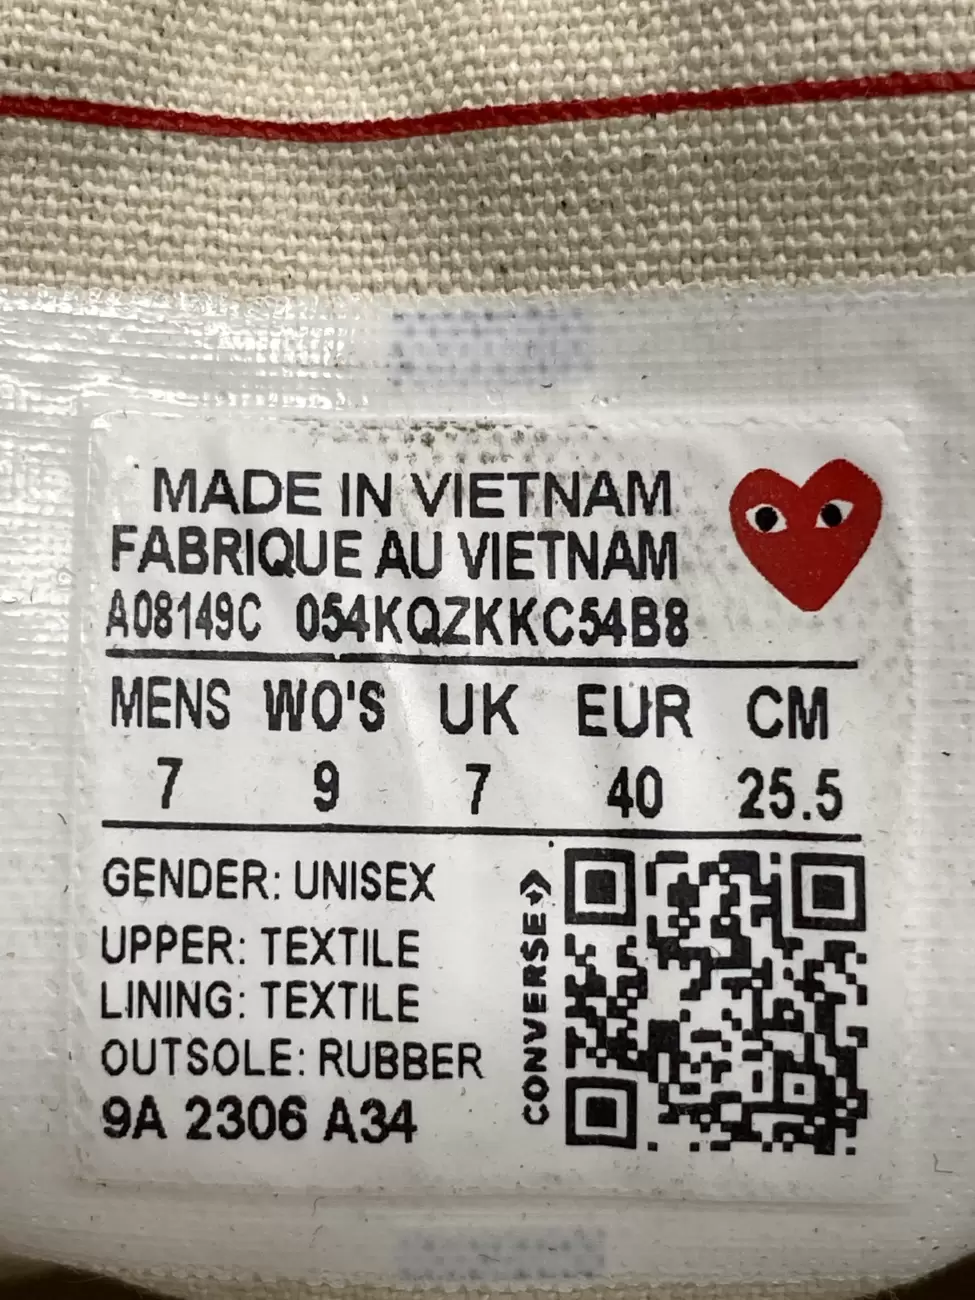 MADE IN VIETNAM
FABRIQUE AU VIETNAM
A08149C 054KQZKKC54B8
MENS WO'S UK EUR CM
7 9 7 40 25.5
GENDER: UNISEX
UPPER: TEXTILE
LINING: TEXTILE
OUTSOLE: RUBBER
9A 2306 A34
CONVERSE